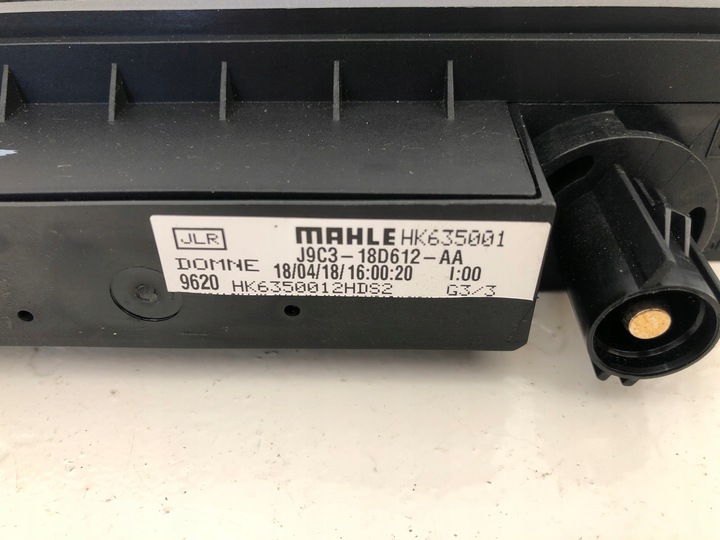 JLR MAHLE HK635001
J9C3-18D612-AA
DOMNE 18/04/18/16:00:20 I:00
9620 HK6350012HDS2 G3/3